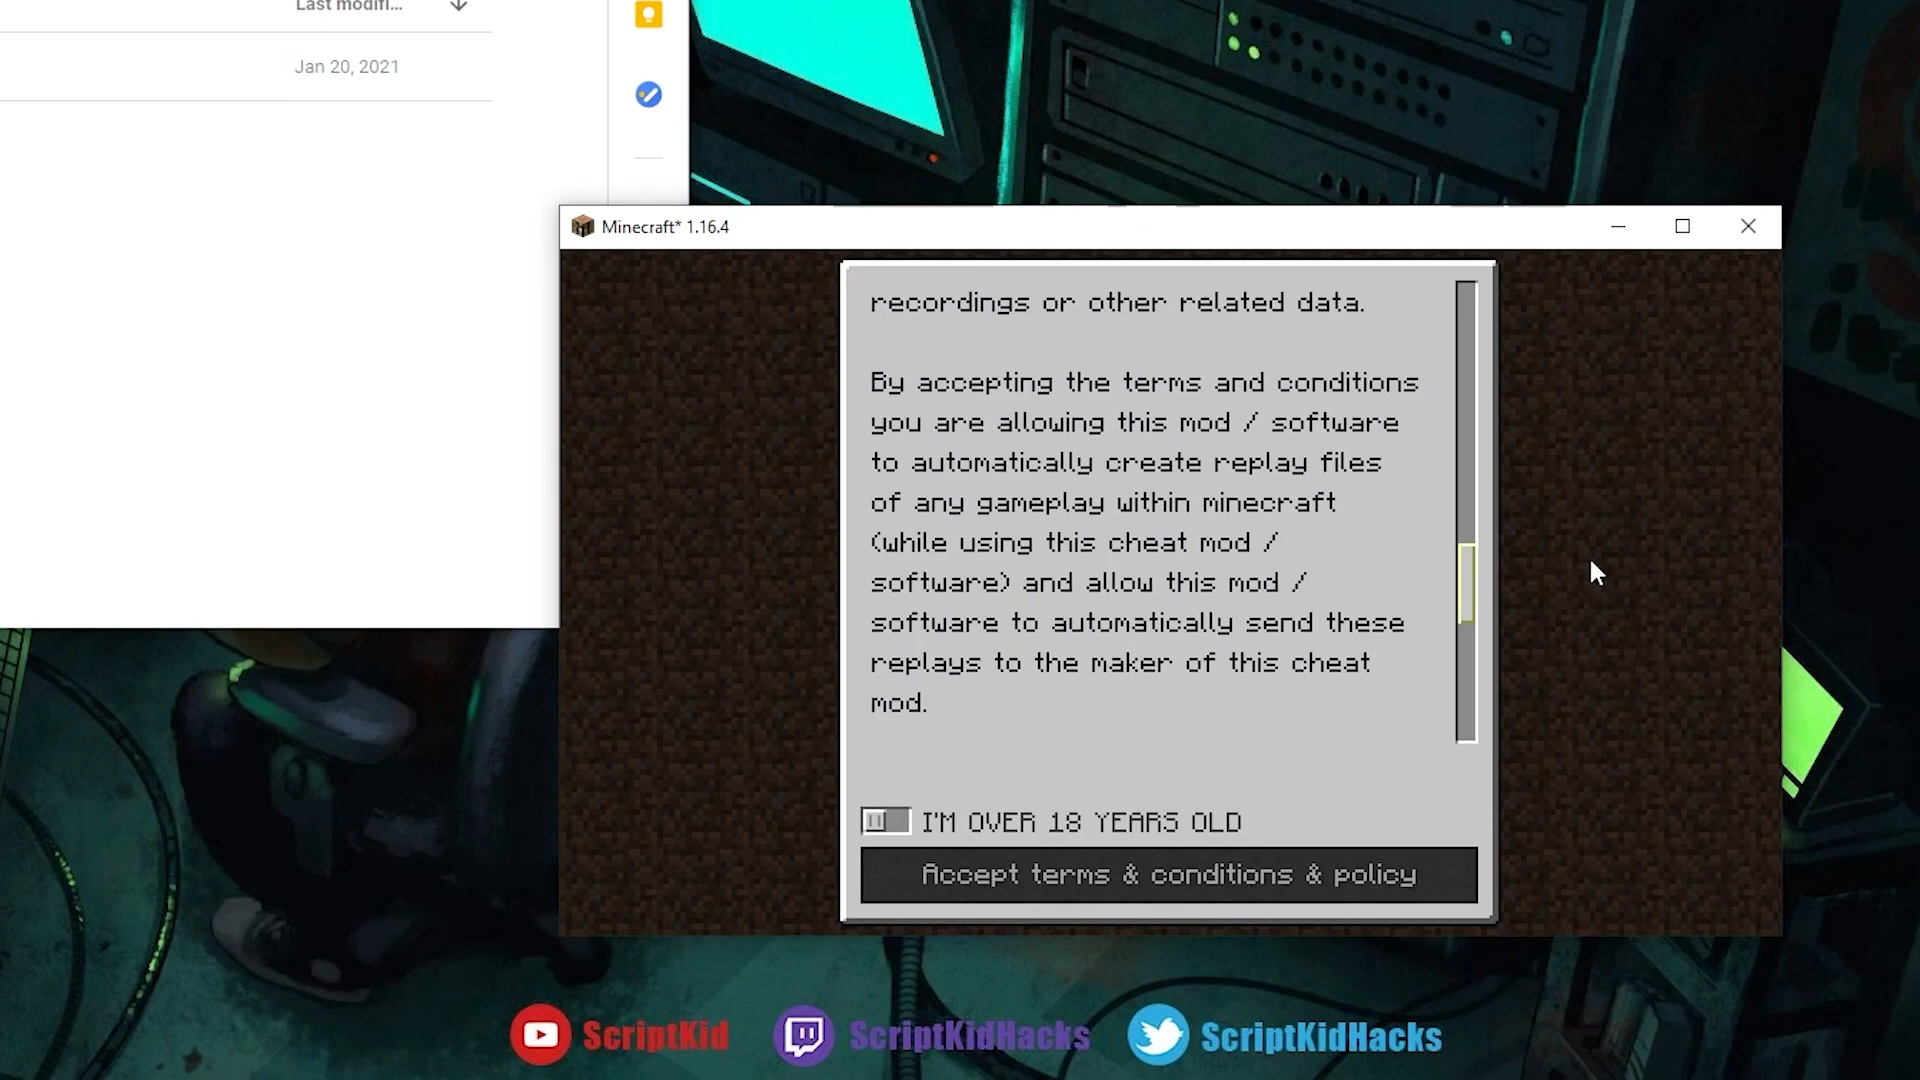 Last modifi...
Jan 20, 2021
Minecraft* 1.16.4
recordings or other related data.
By accepting the terms and conditions
you are allowing this mod / software
to automatically create replay files
of any gameplay within minecraft
(while using this cheat mod /
software) and allow this mod /
software to automatically send these
replays to the maker of this cheat
mod.
I'M OVER 18 YEARS OLD
Accept terms & conditions & policy
ScriptKid ScriptKidHacks ScriptKidHacks